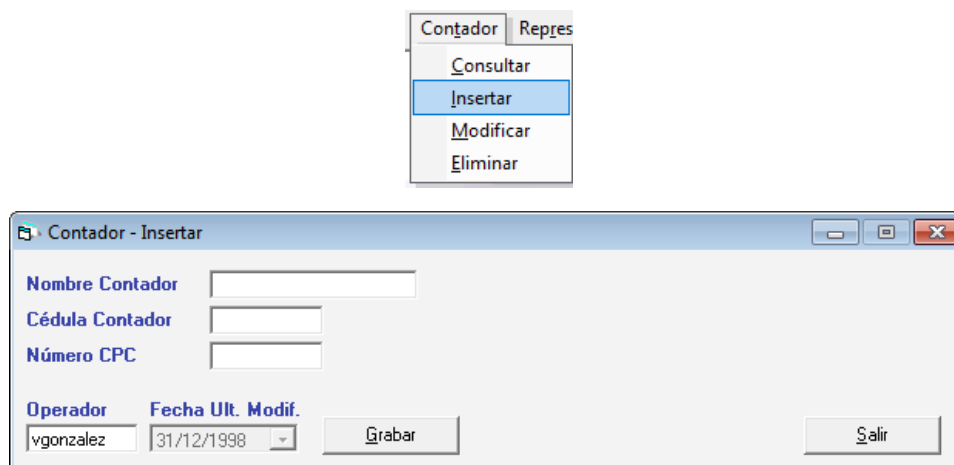 Contador Repres
Consultar
Insertar
Modificar
Eliminar
Contador - Insertar
Nombre Contador
Cédula Contador
Número CPC
Operador Fecha Ult. Modif.
vgonzalez 31/12/1998 Grabar Salir